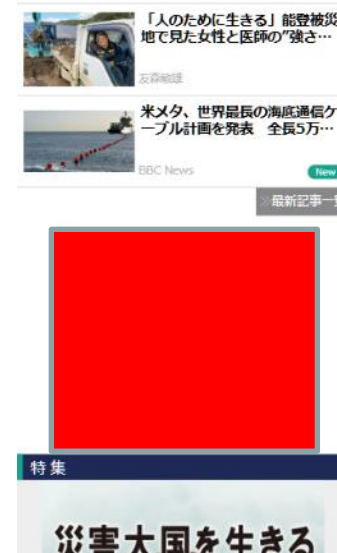 「人のために生きる」能登被災
地で見た女性と医師の"強さ…
友森敏雄
米メタ、世界最長の海底通信ケ
ーブル計画を発表 全長5万…
BBC News
New
最新記事一覧
特集
災害大国を生きる